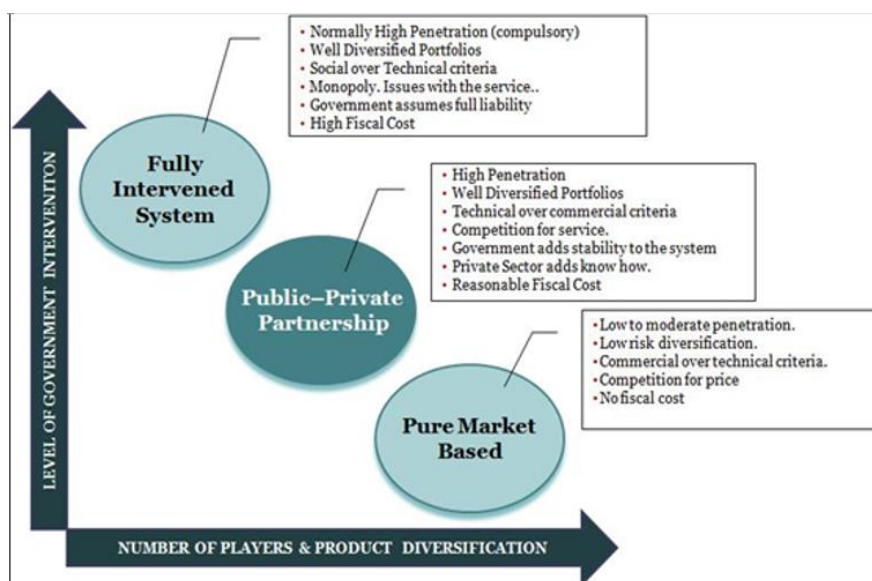 • Normally High Penetration (compulsory)
• Well Diversified Portfolios
• Social over Technical criteria
• Monopoly. Issues with the service..
• Government assumes full liability
• High Fiscal Cost
Fully
Intervened
System
• High Penetration
• Well Diversified Portfolios
• Technical over commercial criteria
• Competition for service.
• Government adds stability to the system
• Private Sector adds know how.
• Reasonable Fiscal Cost
Public–Private
Partnership
• Low to moderate penetration.
• Low risk diversification.
• Commercial over technical criteria.
• Competition for price
• No fiscal cost
Pure Market
Based
LEVEL OF GOVERNMENT INTERVENITON
NUMBER OF PLAYERS & PRODUCT DIVERSIFICATION